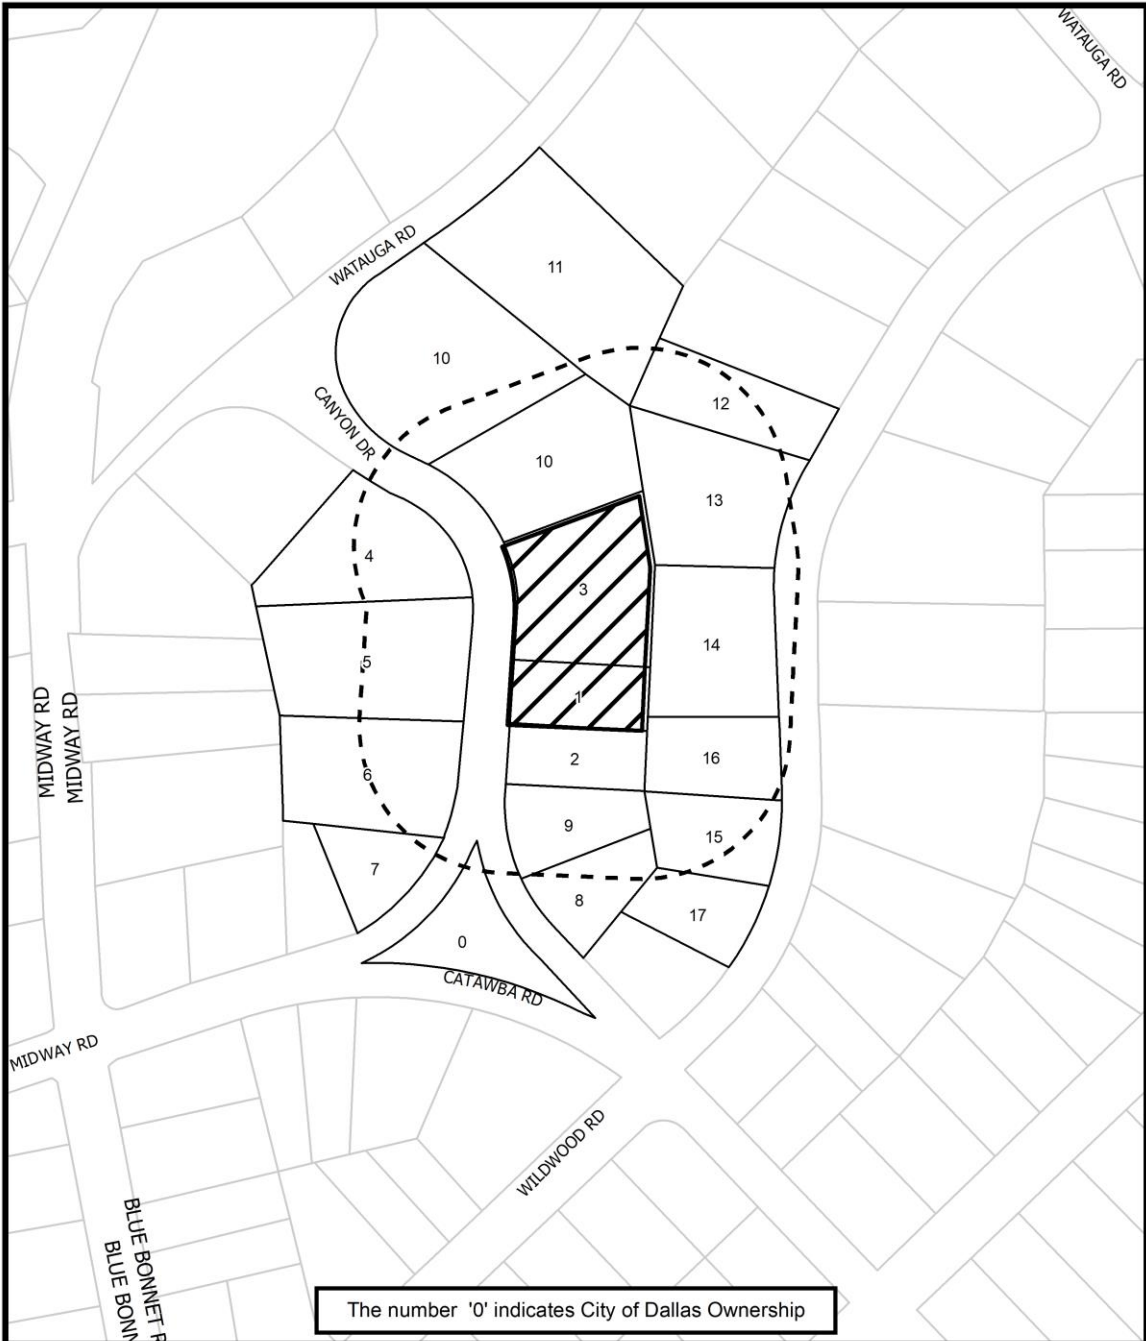 WATAUGA RD
WATAUGA RD
11
10
CANYON DR
12
10
13
4
3
14
5
1
MIDWAY RD
MIDWAY RD
2
16
6
9
15
7
8
17
0
CATAWBA RD
MIDWAY RD
WILDWOOD RD
BLUE BONNET R
BLUE BONN
The number '0' indicates City of Dallas Ownership